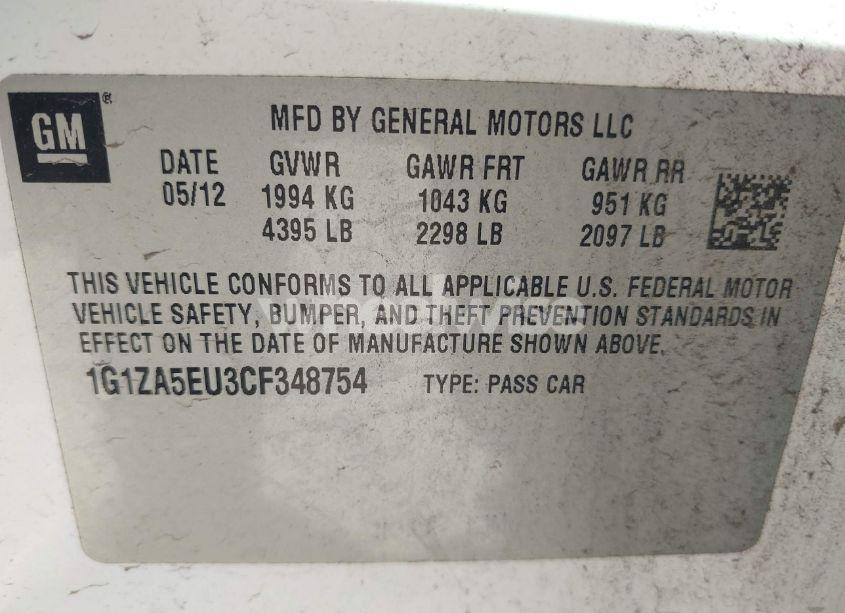 GM®
MFD BY GENERAL MOTORS LLC
DATE GVWR GAWR FRT GAWR RR
05/12 1994 KG 1043 KG 951 KG
4395 LB 2298 LB 2097 LB
THIS VEHICLE CONFORMS TO ALL APPLICABLE U.S. FEDERAL MOTOR
VEHICLE SAFETY, BUMPER, AND THEFT PREVENTION STANDARDS IN
EFFECT ON THE DATE OF MANUFACTURE SHOWN ABOVE.
1G1ZA5EU3CF348754 TYPE: PASS CAR